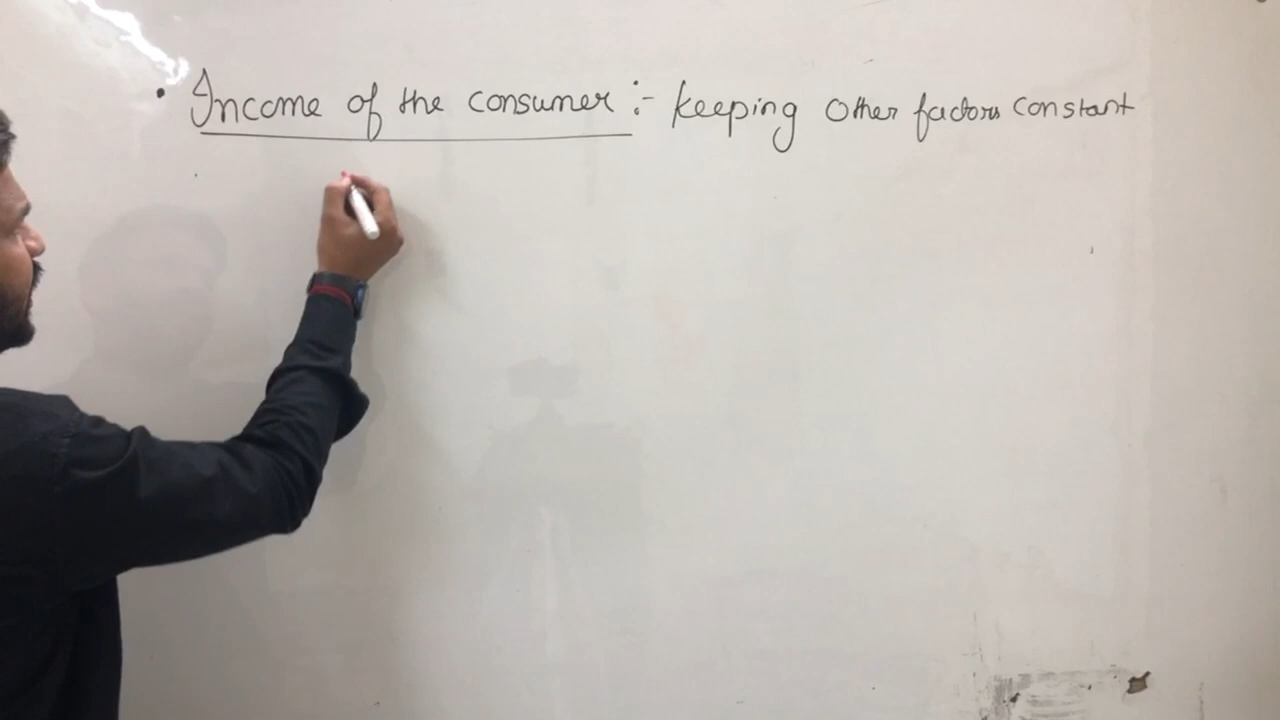 • Income of the consumer :- keeping other factors constant